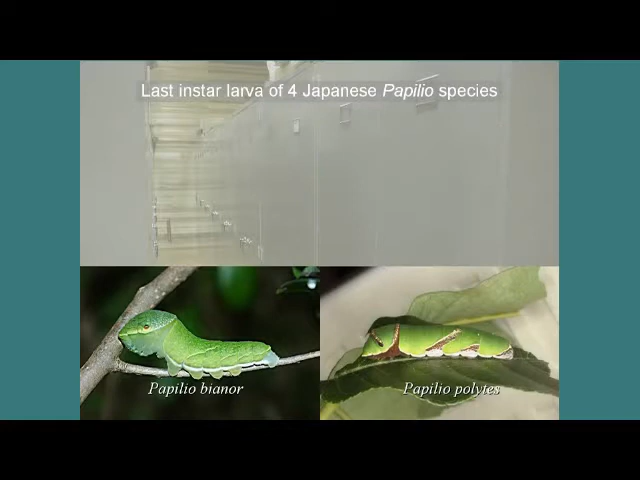 Last instar larva of 4 Japanese Papilio species
Papilio bianor
Papilio polytes